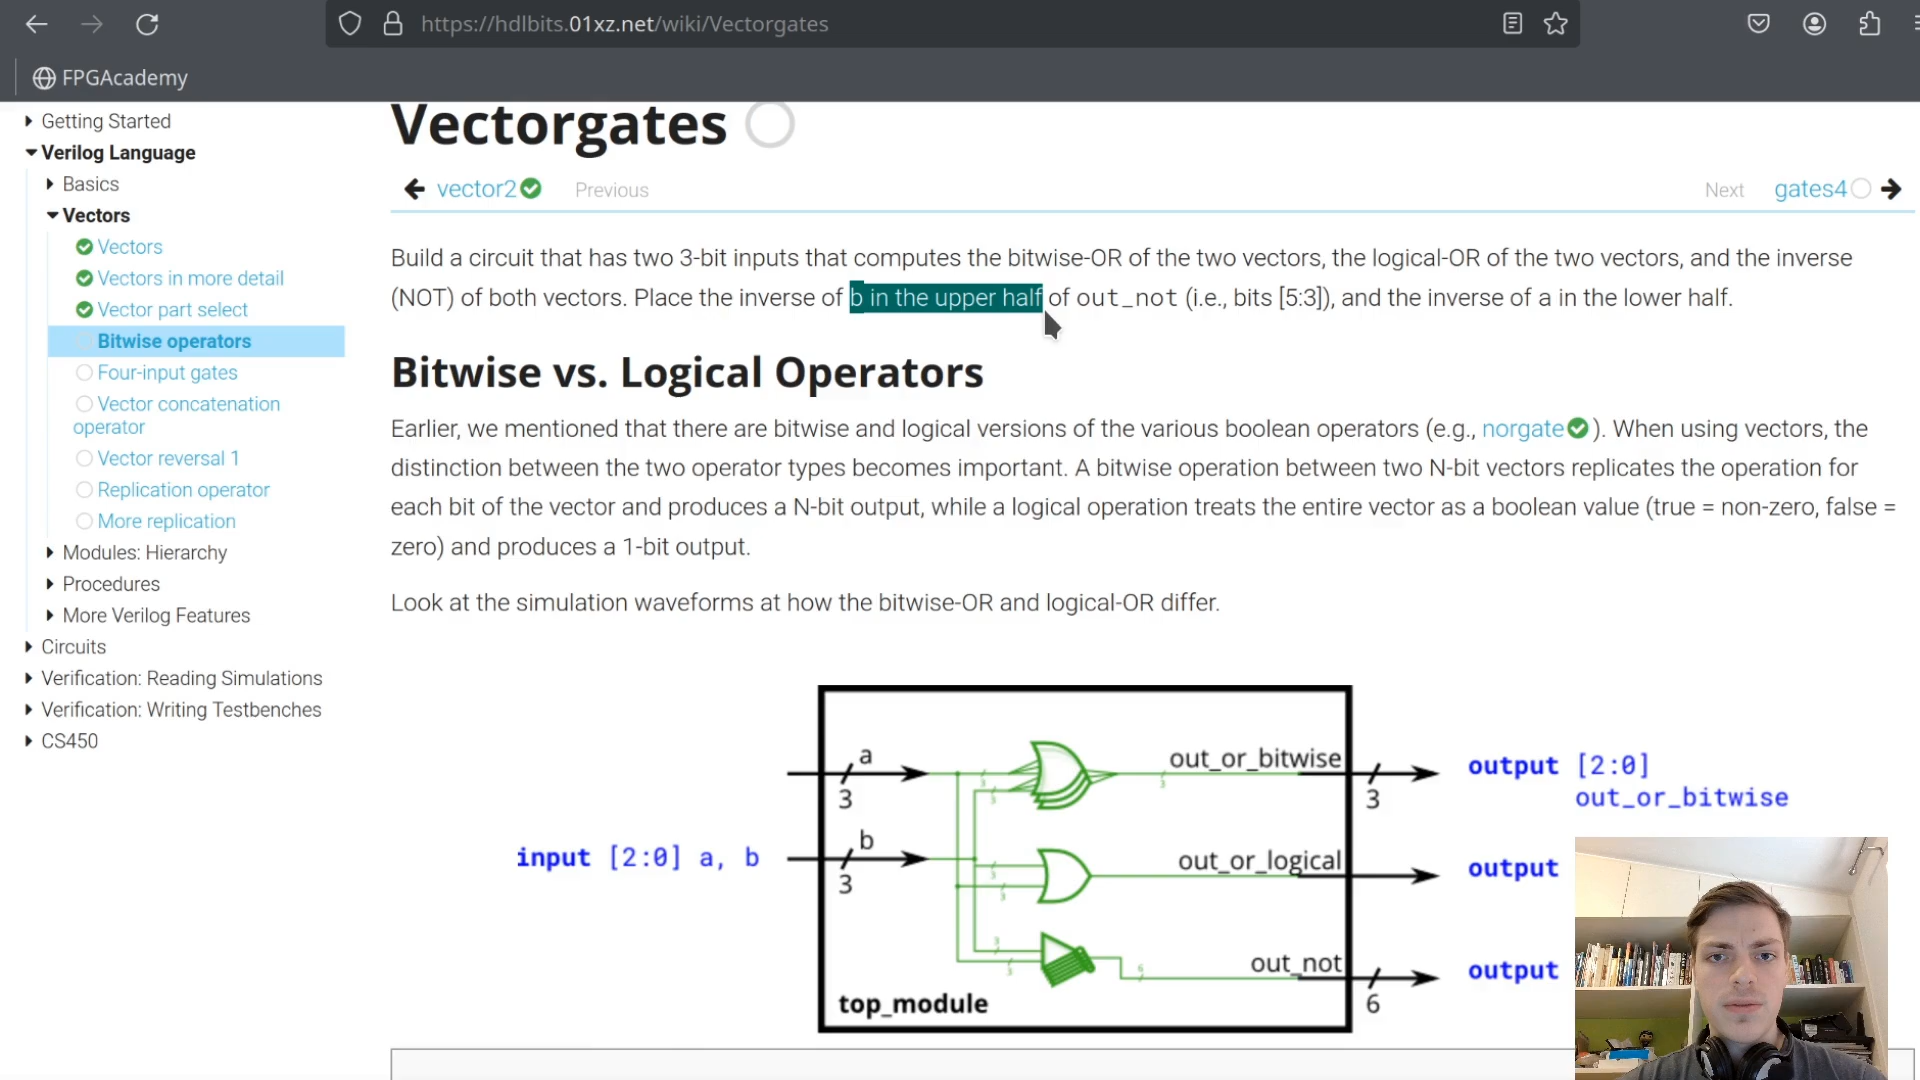 https://hdlbits.01xz.net/wiki/Vectorgates
FPGAcademy
Getting Started
Verilog Language
Basics
Vectors
Vectors
Vectors in more detail
Vector part select
Bitwise operators
Four-input gates
Vector concatenation
operator
Vector reversal 1
Replication operator
More replication
Modules: Hierarchy
Procedures
More Verilog Features
Circuits
Verification: Reading Simulations
Verification: Writing Testbenches
CS450
Vectorgates
vector2 Previous
Next gates4
Build a circuit that has two 3-bit inputs that computes the bitwise-OR of the two vectors, the logical-OR of the two vectors, and the inverse
(NOT) of both vectors. Place the inverse of b in the upper half of out_not (i.e., bits [5:3]), and the inverse of a in the lower half.
Bitwise vs. Logical Operators
Earlier, we mentioned that there are bitwise and logical versions of the various boolean operators (e.g., norgate). When using vectors, the
distinction between the two operator types becomes important. A bitwise operation between two N-bit vectors replicates the operation for
each bit of the vector and produces a N-bit output, while a logical operation treats the entire vector as a boolean value (true = non-zero, false =
zero) and produces a 1-bit output.
Look at the simulation waveforms at how the bitwise-OR and logical-OR differ.
a
3
b
3
input [2:0] a, b
out_or_bitwise
3
output [2:0]
out_or_bitwise
out_or_logical
output
out_not
6
output
top_module